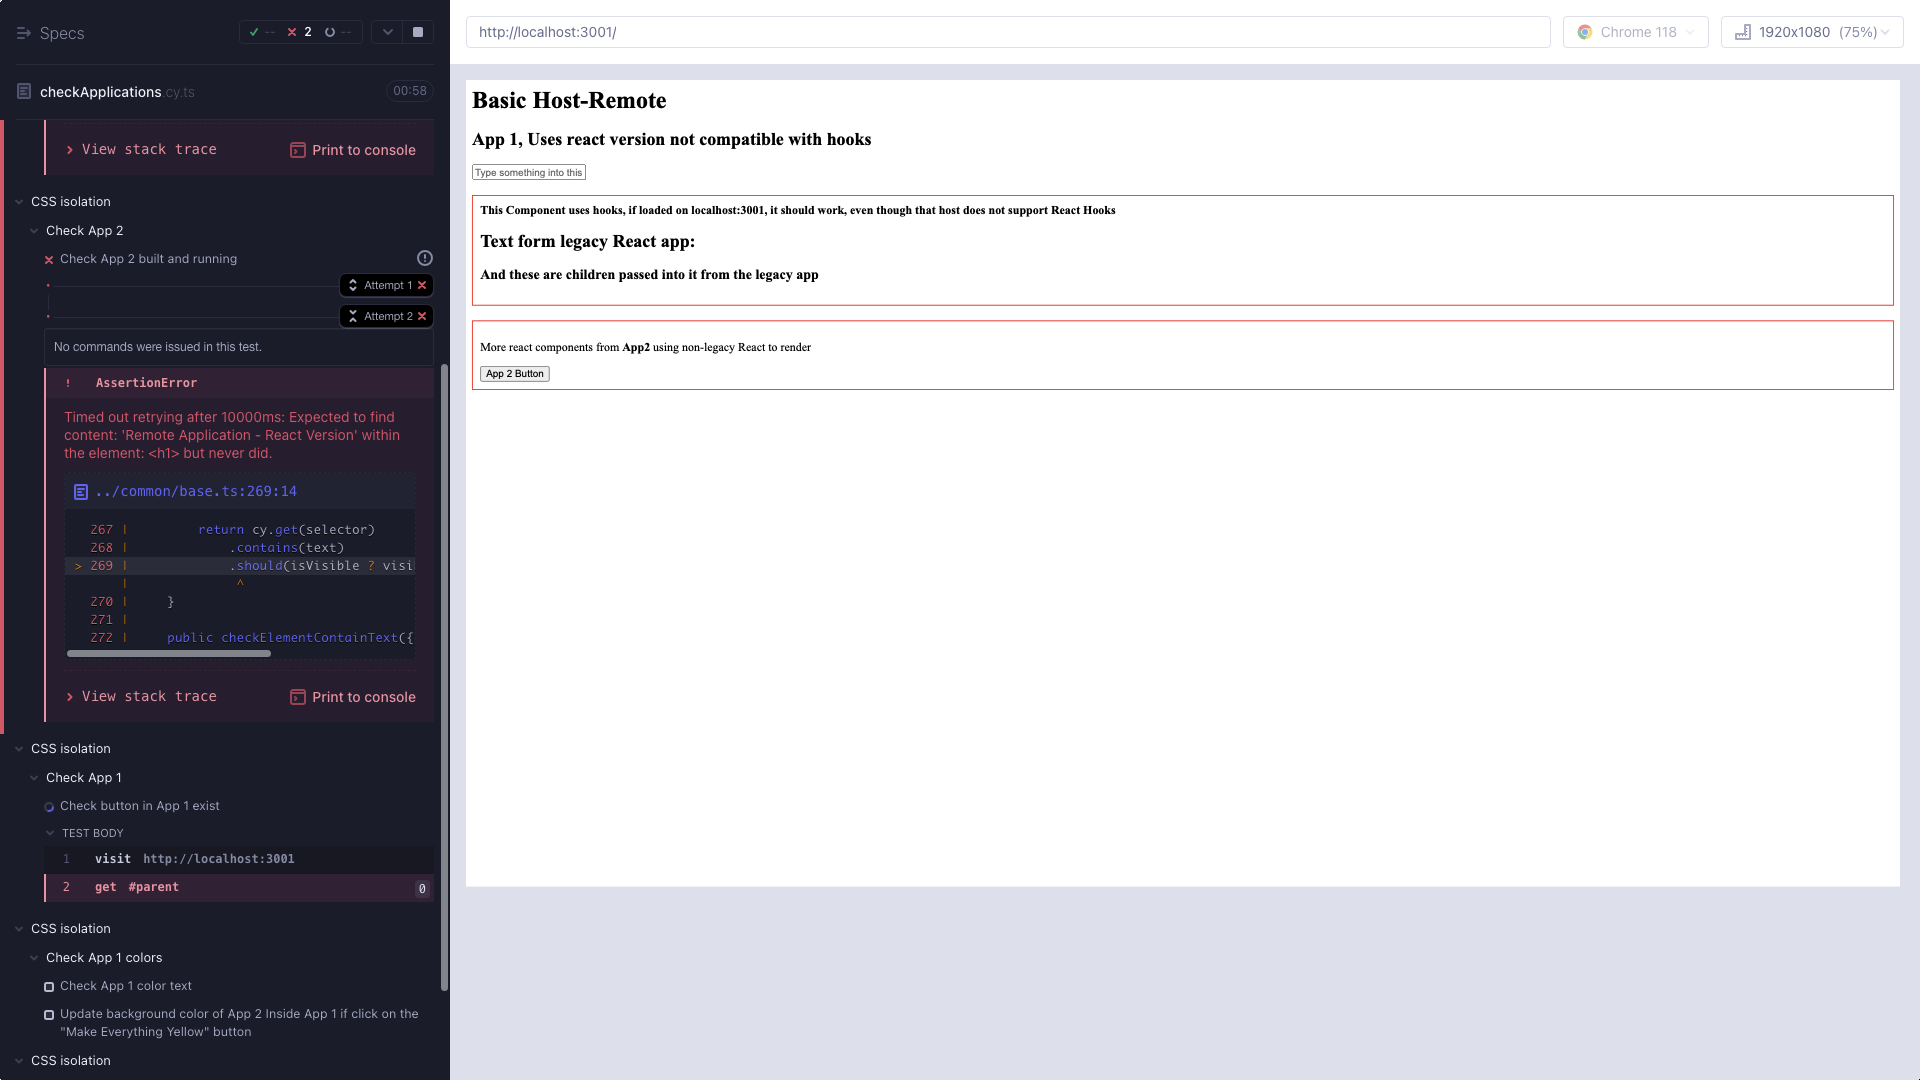 Specs
-- 2 --
checkApplications.cy.ts 00:58
View stack trace Print to console
CSS isolation
Check App 2
Check App 2 built and running
Attempt 1
Attempt 2
No commands were issued in this test.
! AssertionError
Timed out retrying after 10000ms: Expected to find
content: 'Remote Application - React Version' within
the element: <h1> but never did.
../common/base.ts:269:14
267 | return cy.get(selector)
268 | .contains(text)
> 269 | .should(isVisible ? visi
| ^
270 | }
271 |
272 | public checkElementContainText({
View stack trace Print to console
CSS isolation
Check App 1
Check button in App 1 exist
TEST BODY
1 visit http://localhost:3001
2 get #parent 0
CSS isolation
Check App 1 colors
Check App 1 color text
Update background color of App 2 Inside App 1 if click on the
"Make Everything Yellow" button
CSS isolation
http://localhost:3001/
Chrome 118
1920x1080 (75%)
Basic Host-Remote
App 1, Uses react version not compatible with hooks
Type something into this
This Component uses hooks, if loaded on localhost:3001, it should work, even though that host does not support React Hooks
Text form legacy React app:
And these are children passed into it from the legacy app
More react components from App2 using non-legacy React to render
App 2 Button